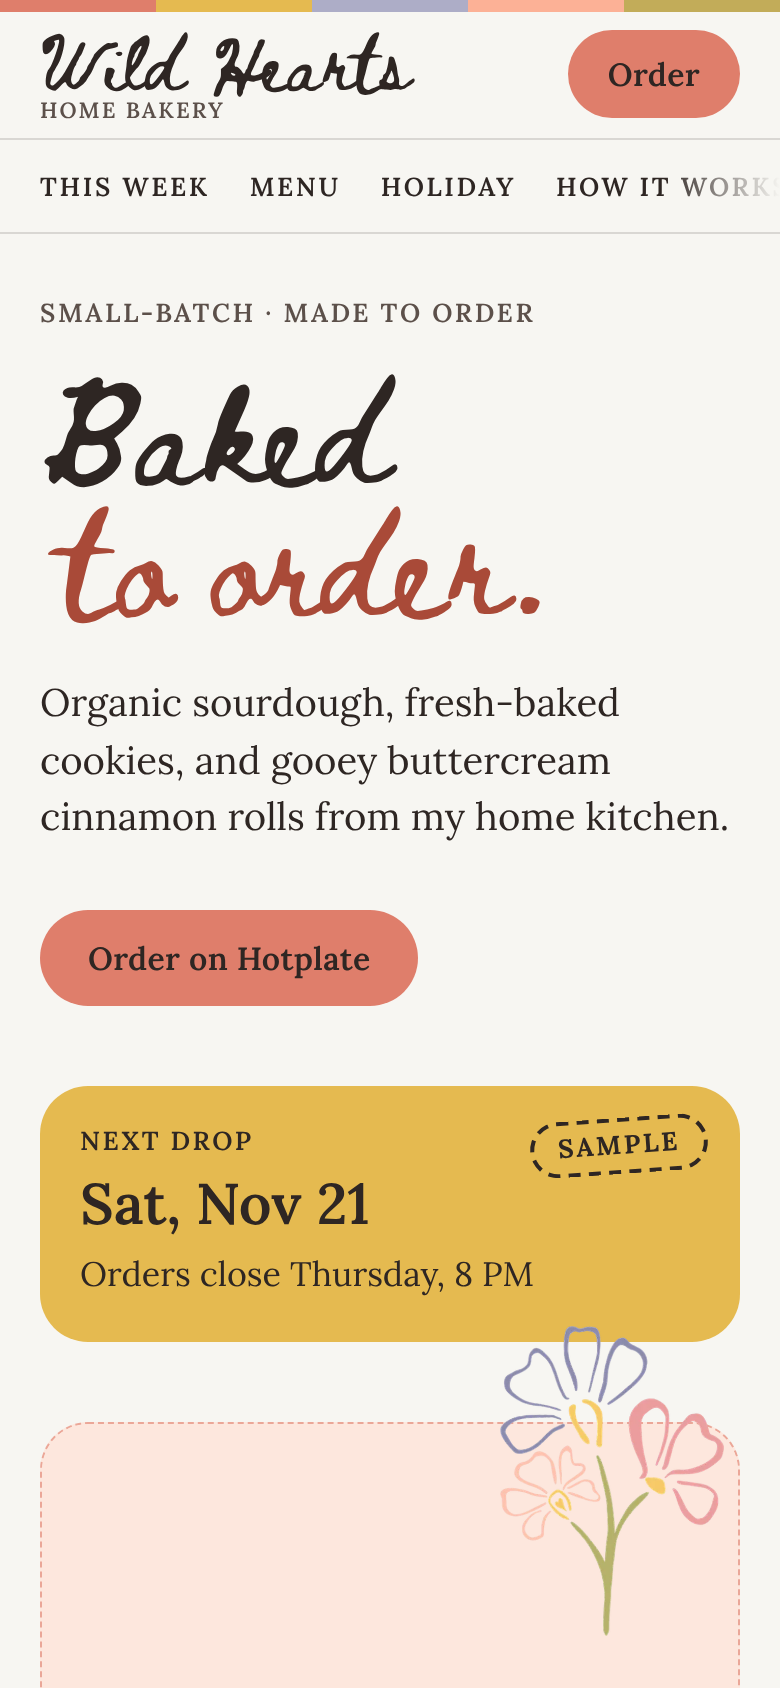 Wild Hearts
HOME BAKERY
Order
THIS WEEK MENU HOLIDAY HOW IT WORKS
SMALL-BATCH · MADE TO ORDER
Baked
to order.
Organic sourdough, fresh-baked
cookies, and gooey buttercream
cinnamon rolls from my home kitchen.
Order on Hotplate
NEXT DROP
SAMPLE
Sat, Nov 21
Orders close Thursday, 8 PM